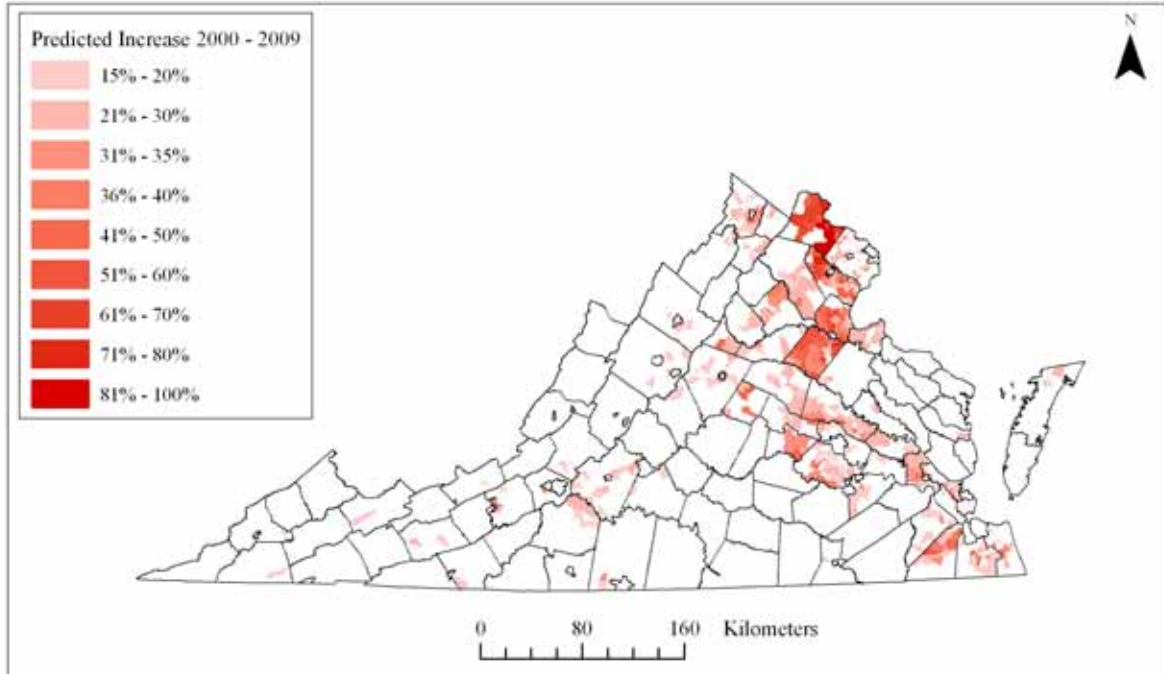 N
Predicted Increase 2000 - 2009
15% - 20%
21% - 30%
31% - 35%
36% - 40%
41% - 50%
51% - 60%
61% - 70%
71% - 80%
81% - 100%
0 80 160 Kilometers